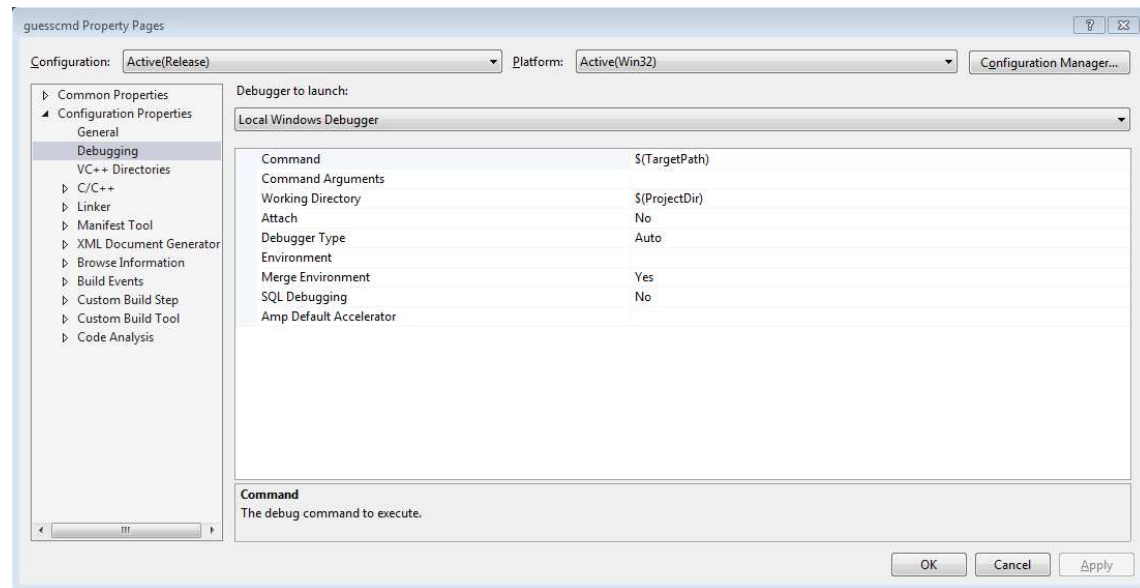 guesscmd Property Pages
Configuration: Active(Release) Platform: Active(Win32) Configuration Manager...
Common Properties
Configuration Properties
General
Debugging
VC++ Directories
C/C++
Linker
Manifest Tool
XML Document Generator
Browse Information
Build Events
Custom Build Step
Custom Build Tool
Code Analysis
Debugger to launch:
Local Windows Debugger
Command $(TargetPath)
Command Arguments
Working Directory $(ProjectDir)
Attach No
Debugger Type Auto
Environment
Merge Environment Yes
SQL Debugging No
Amp Default Accelerator
Command
The debug command to execute.
OK Cancel Apply